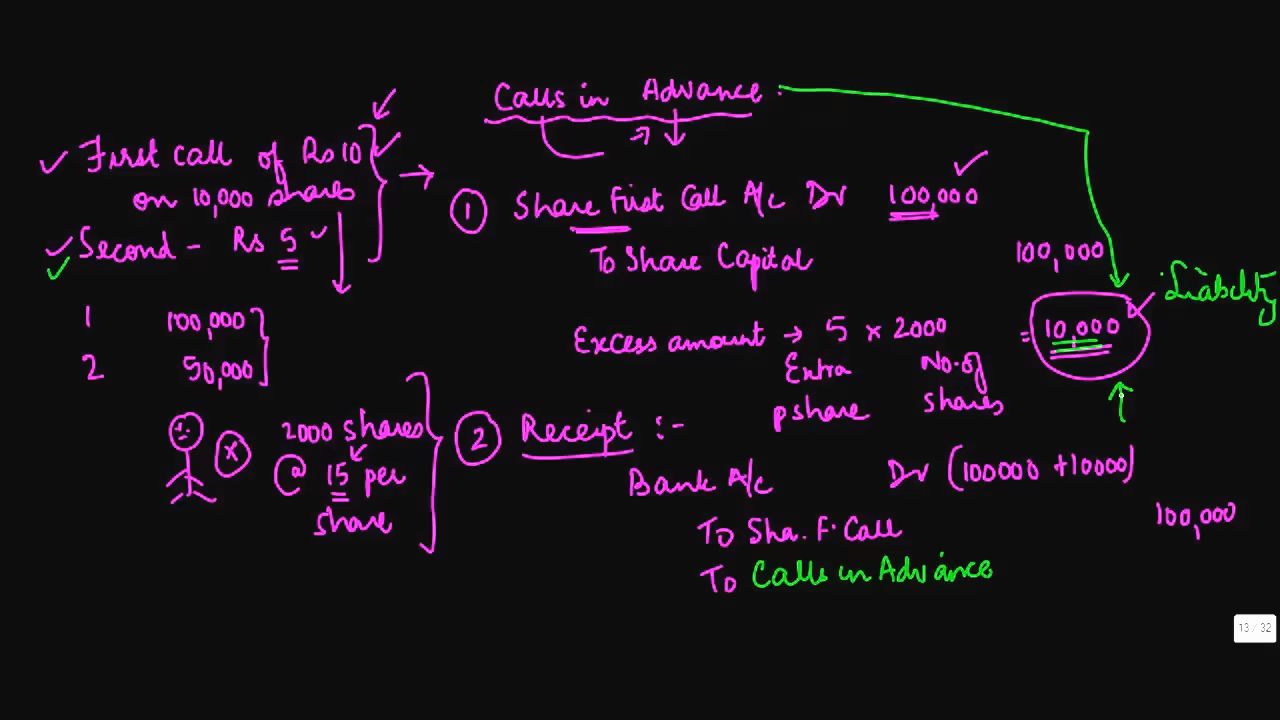 Calls in Advance :
First call of Rs 10
on 10,000 shares
Second - Rs 5
1 100,000
2 50,000
X
2000 shares
@ 15 per
share
1 Share First Call A/c Dr 100,000
To Share Capital 100,000
Excess amount → 5 × 2000 = 10,000
Extra No. of
pshare shares
Liability
2 Receipt :-
Bank A/c Dr (100000 + 10000)
To Sha. F. Call 100,000
To Calls in Advance
13 / 32